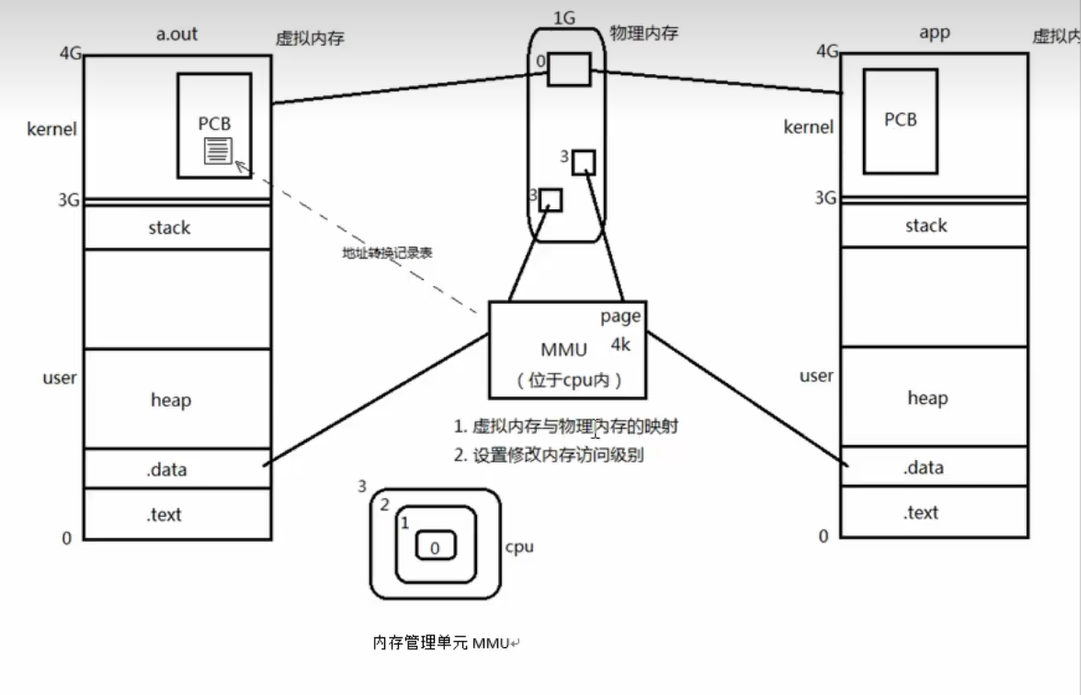 a.out
虚拟内存
4G
PCB
kernel
3G
stack
user
heap
.data
.text
0
1G
物理内存
0
3
3
地址转换记录表
page
4k
MMU
（位于cpu内）
1. 虚拟内存与物理内存的映射
2. 设置修改内存访问级别
3
2
1
0
cpu
app
虚拟内
4G
PCB
kernel
3G
stack
user
heap
.data
.text
0
内存管理单元 MMU↵